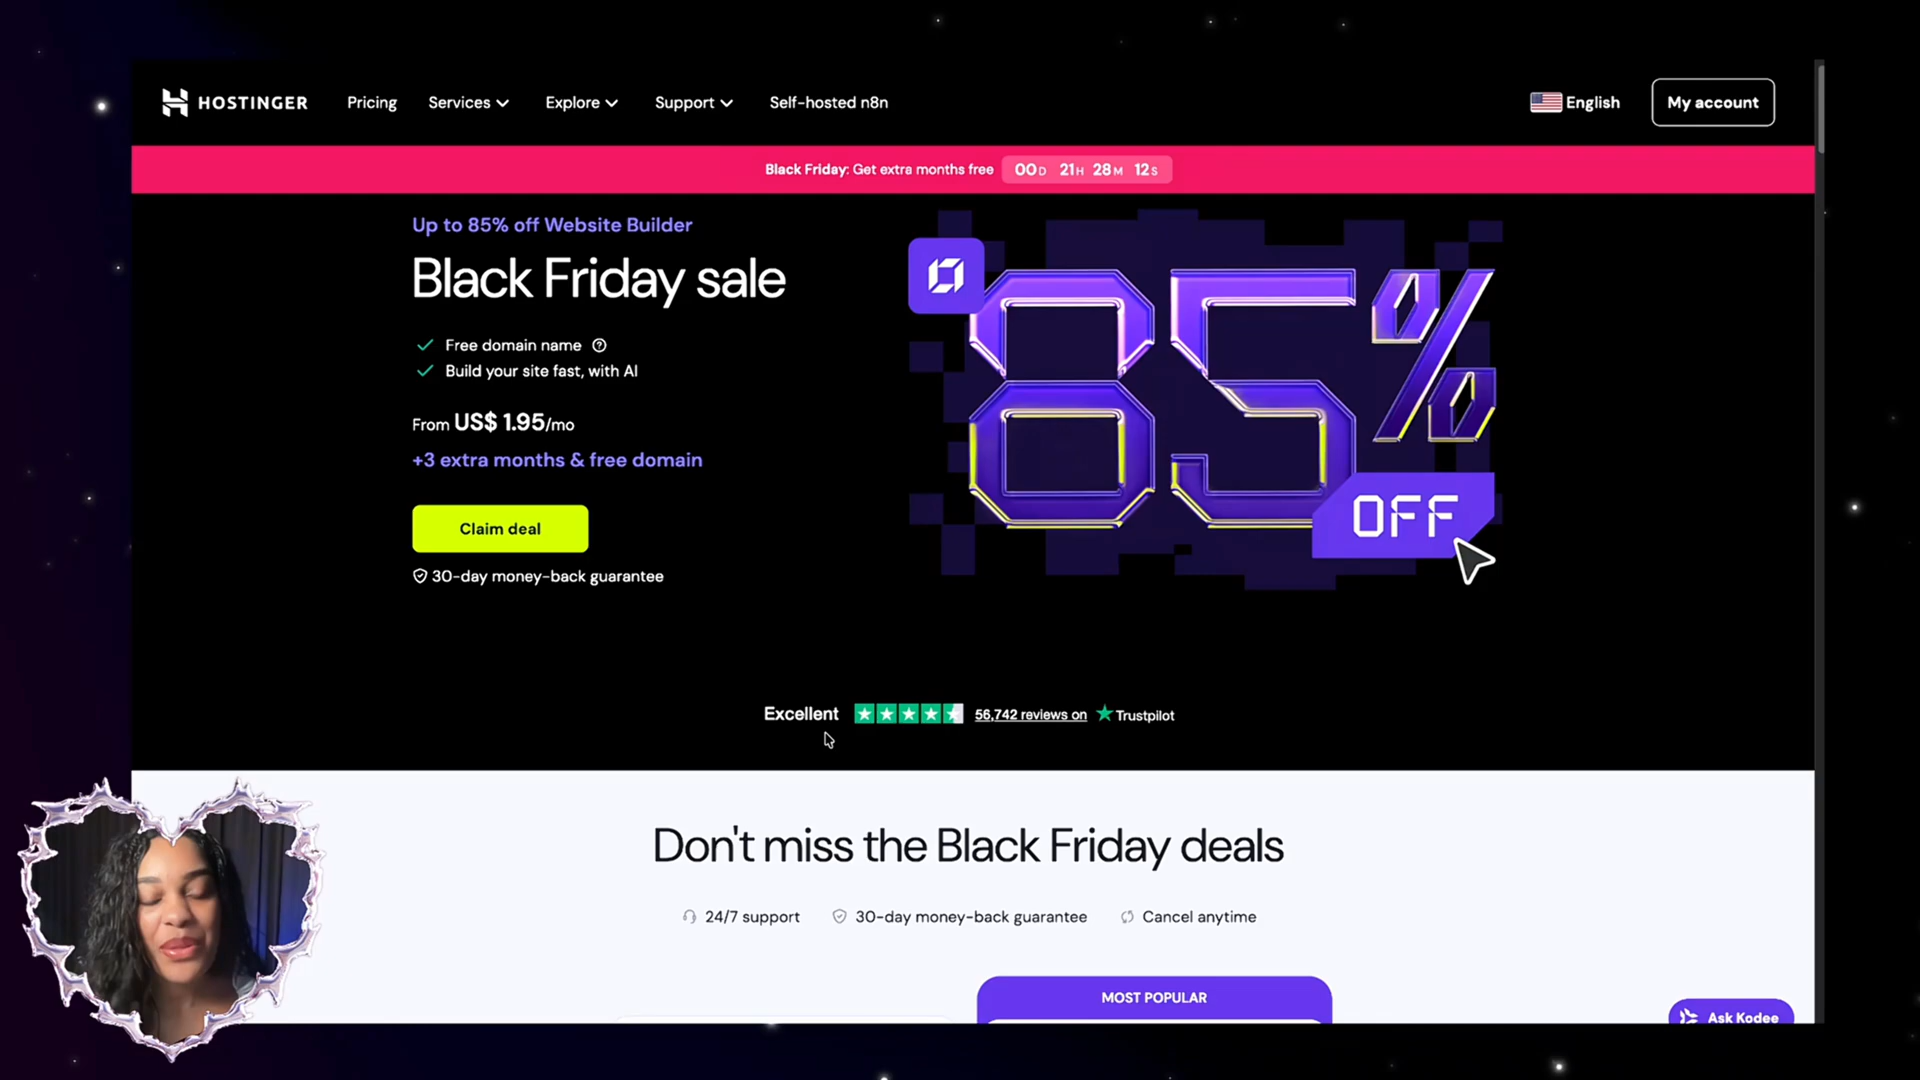 HOSTINGER
Pricing
Services
Explore
Support
Self-hosted n8n
English
My account
Black Friday: Get extra months free 00D 21H 28M 12S
Up to 85% off Website Builder
Black Friday sale
Free domain name
Build your site fast, with AI
From US$ 1.95/mo
+3 extra months & free domain
Claim deal
30-day money-back guarantee
85%
OFF
Excellent 56,742 reviews on Trustpilot
Don't miss the Black Friday deals
24/7 support
30-day money-back guarantee
Cancel anytime
MOST POPULAR
Ask Kodee